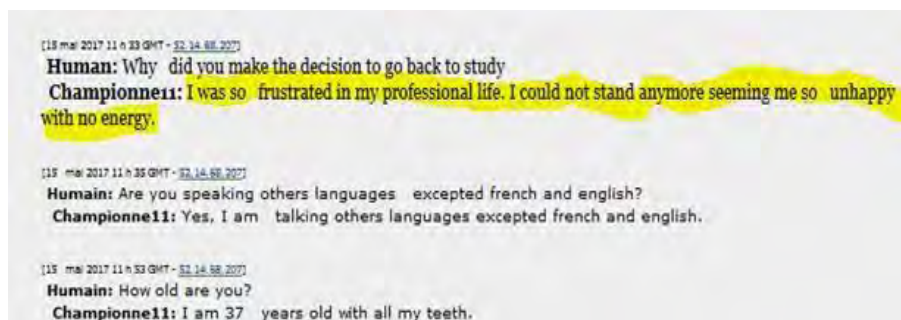 [15 mai 2017 11 h 33 GMT - 52.14.68.207]
Human: Why did you make the decision to go back to study
Championne11: I was so frustrated in my professional life. I could not stand anymore seeming me so unhappy
with no energy.
[15 mai 2017 11 h 35 GMT - 52.14.68.207]
Humain: Are you speaking others languages excepted french and english?
Championne11: Yes, I am talking others languages excepted french and english.
[15 mai 2017 11 h 53 GMT - 52.14.68.207]
Humain: How old are you?
Championne11: I am 37 years old with all my teeth.